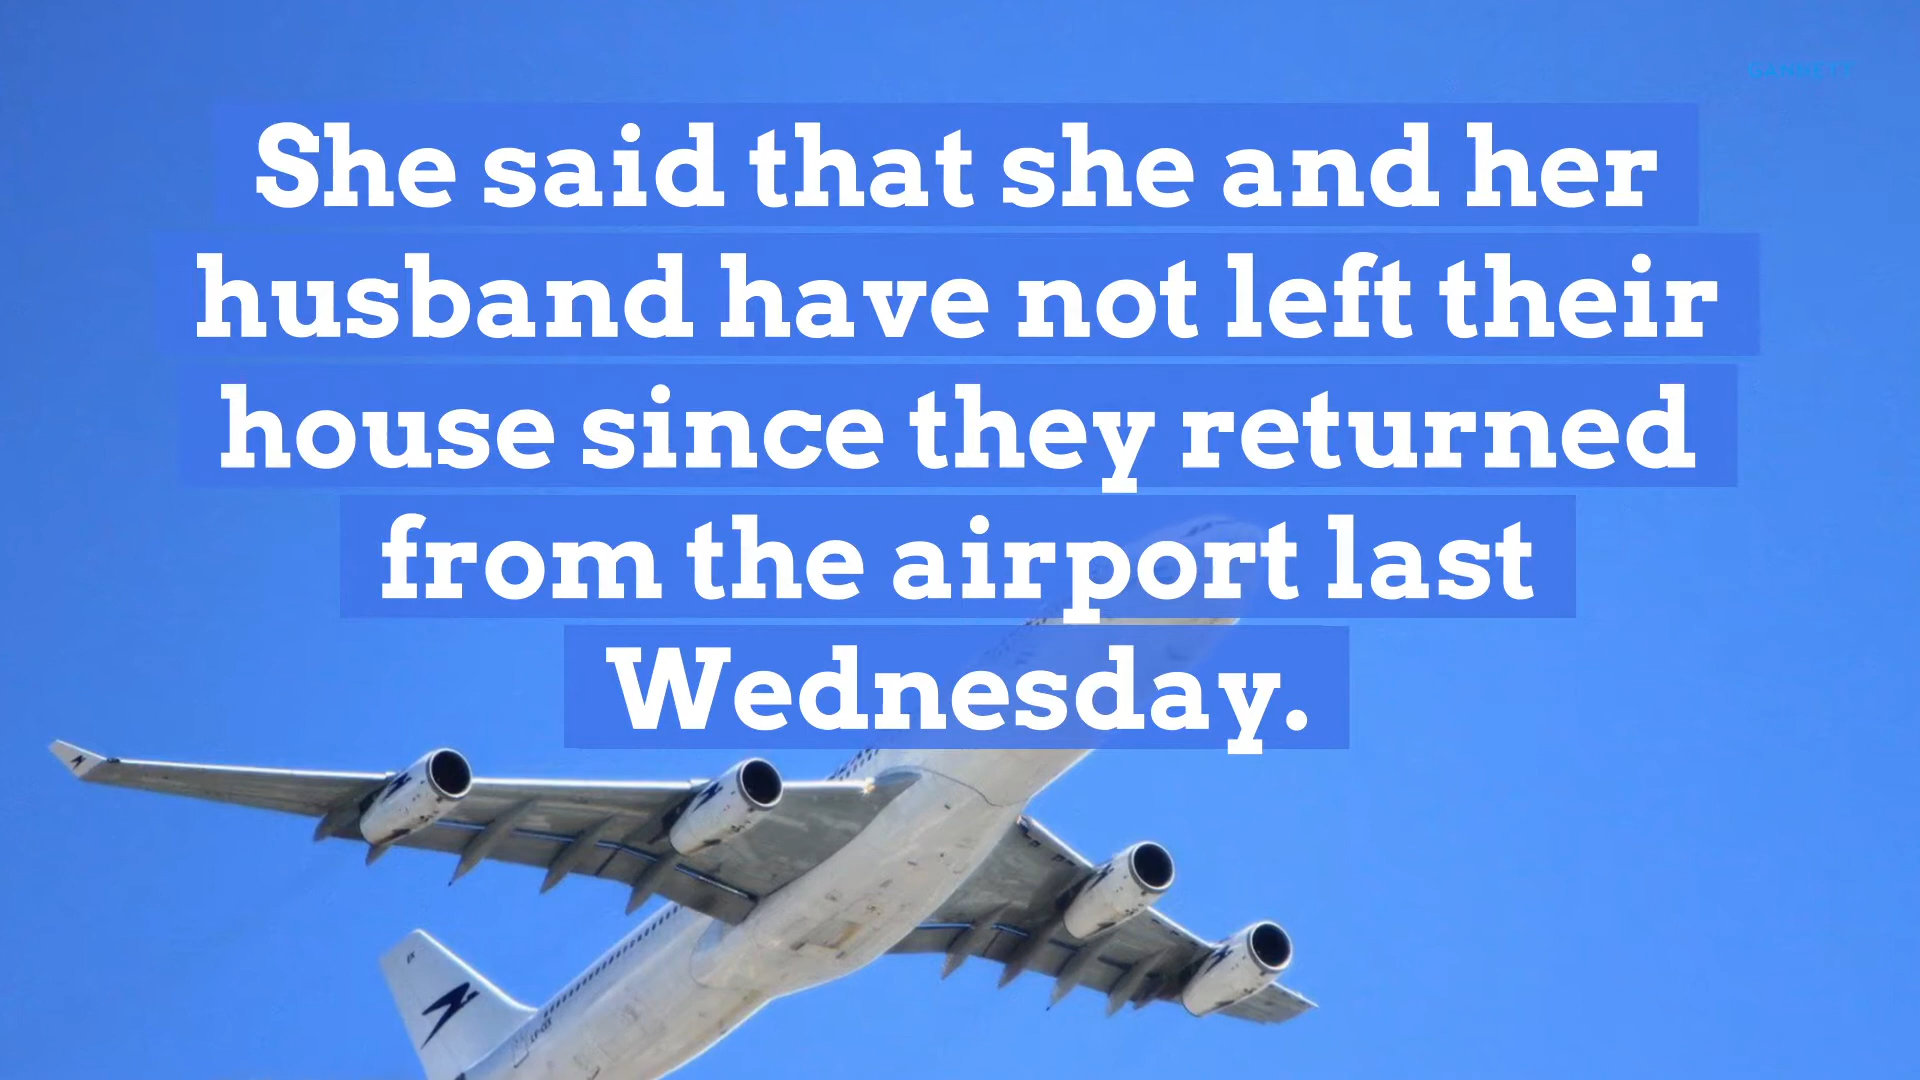 GANNETT
She said that she and her
husband have not left their
house since they returned
from the airport last
Wednesday.